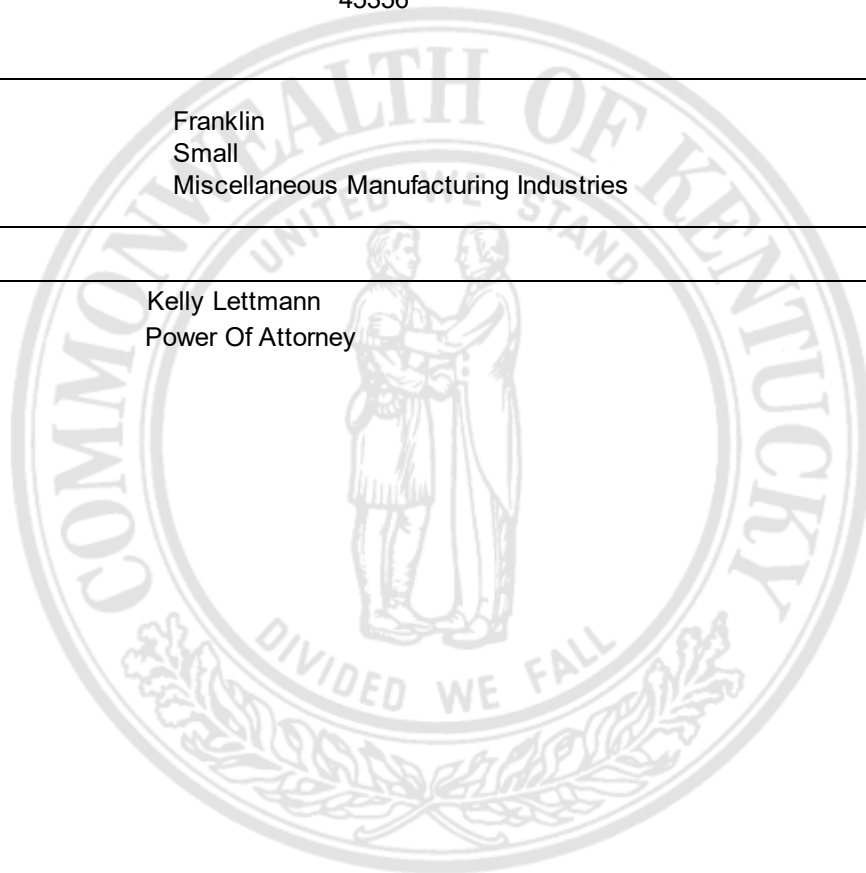 45356
Franklin
Small
Miscellaneous Manufacturing Industries
Kelly Lettmann
Power Of Attorney
COMMONWEALTH OF KENTUCKY
UNITED WE STAND
DIVIDED WE FALL